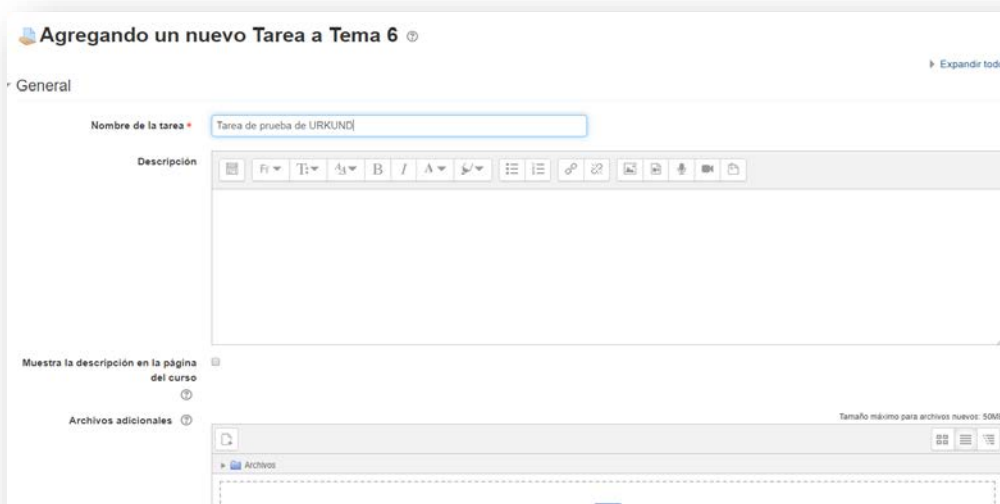 Agregando un nuevo Tarea a Tema 6
Expandir todo
General
Nombre de la tarea *
Tarea de prueba de URKUND
Descripción
Muestra la descripción en la página
del curso
Archivos adicionales
Tamaño máximo para archivos nuevos: 50MB
Archivos